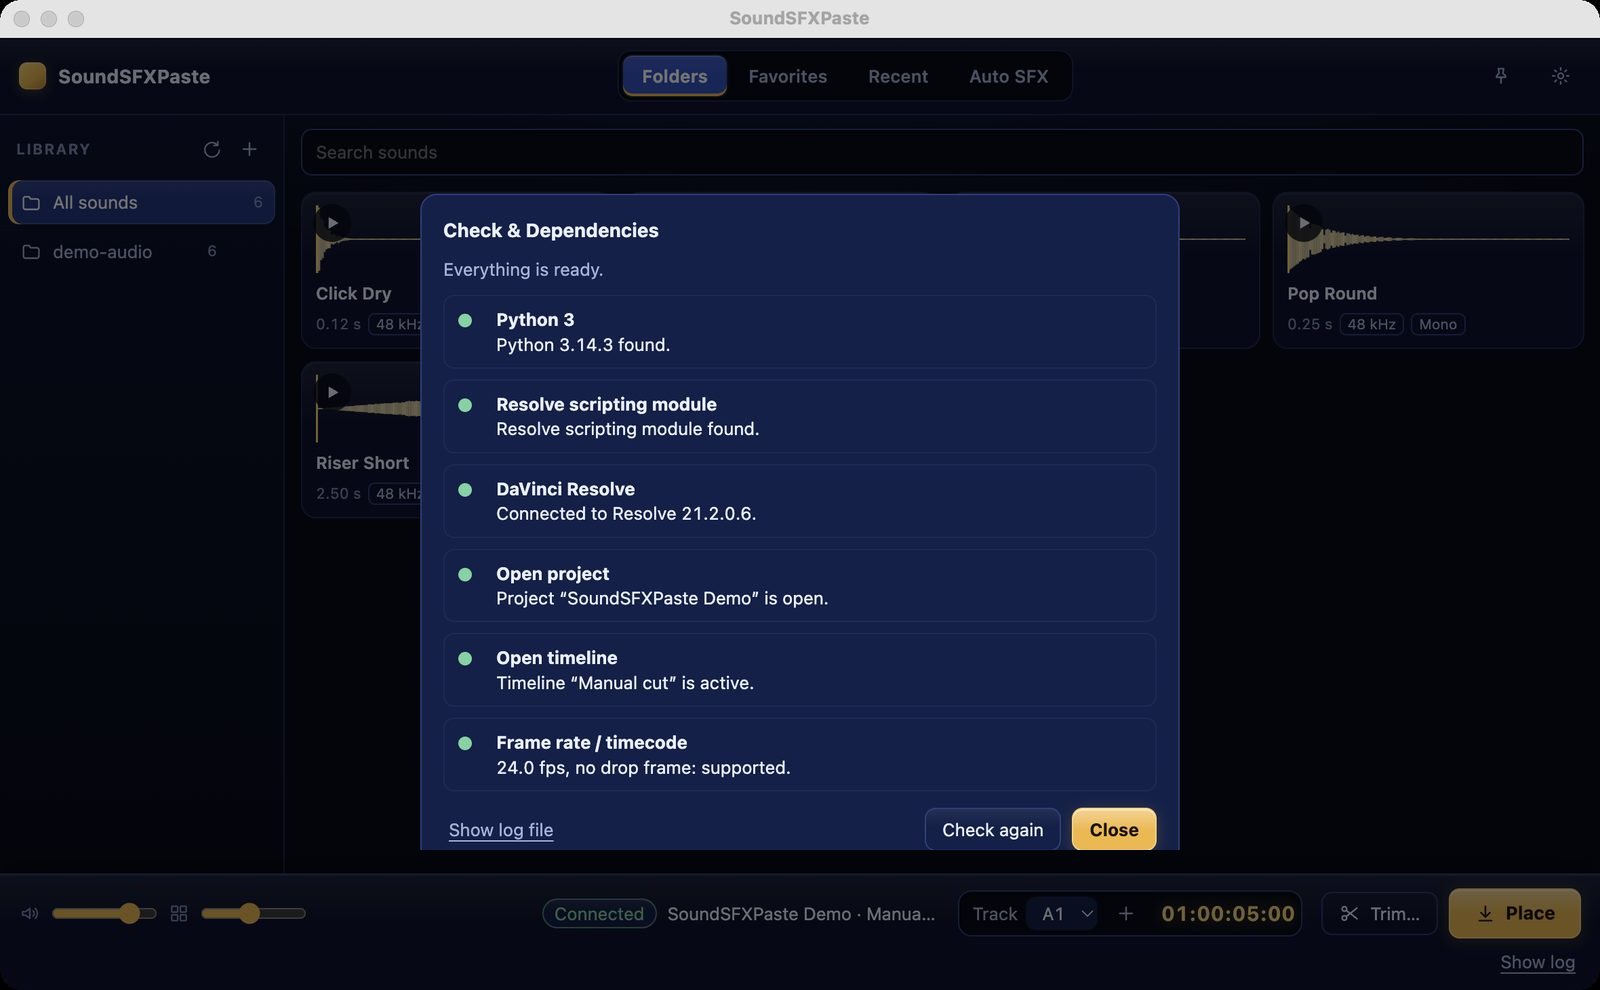 SoundSFXPaste
SoundSFXPaste
Folders
Favorites
Recent
Auto SFX
LIBRARY
Search sounds
All sounds 6
demo-audio 6
Click Dry
0.12 s 48 kHz
Pop Round
0.25 s 48 kHz Mono
Riser Short
2.50 s 48 kHz
Check & Dependencies
Everything is ready.
Python 3
Python 3.14.3 found.
Resolve scripting module
Resolve scripting module found.
DaVinci Resolve
Connected to Resolve 21.2.0.6.
Open project
Project “SoundSFXPaste Demo” is open.
Open timeline
Timeline “Manual cut” is active.
Frame rate / timecode
24.0 fps, no drop frame: supported.
Show log file
Check again
Close
Connected
SoundSFXPaste Demo · Manua...
Track A1
01:00:05:00
Trim...
Place
Show log